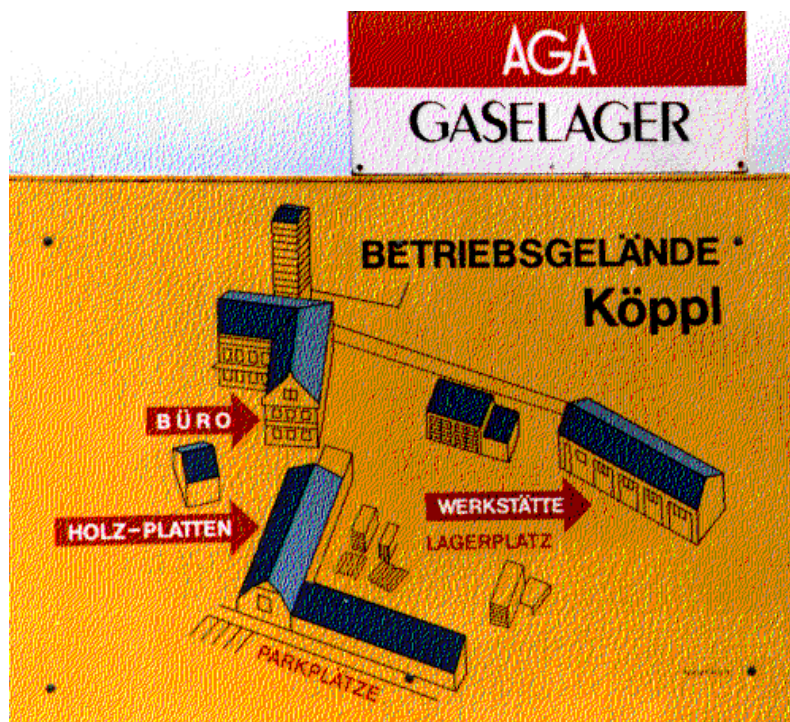 AGA
GASELAGER
BETRIEBSGELÄNDE
Köppl
BÜRO
HOLZ-PLATTEN
WERKSTÄTTE
LAGERPLATZ
PARKPLÄTZE